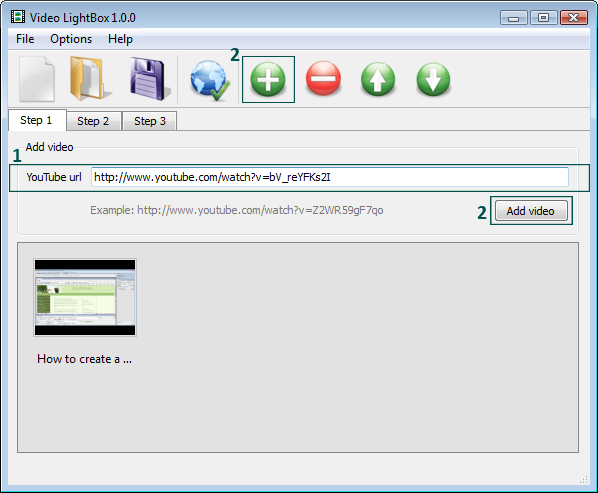 Video LightBox 1.0.0
File Options Help
2
Step 1 Step 2 Step 3
Add video
1
YouTube url http://www.youtube.com/watch?v=bV_reYFKs2I
Example: http://www.youtube.com/watch?v=Z2WR59gF7qo
2 Add video
How to create a ...